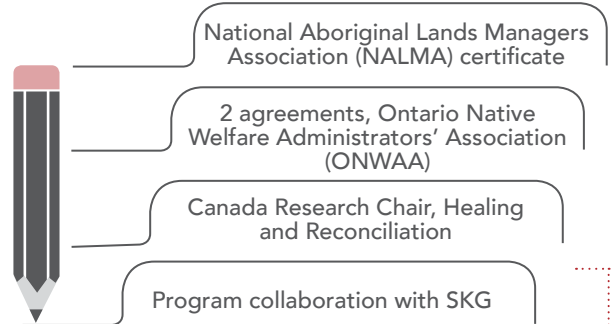 National Aboriginal Lands Managers
Association (NALMA) certificate
2 agreements, Ontario Native
Welfare Administrators’ Association
(ONWAA)
Canada Research Chair, Healing
and Reconciliation
Program collaboration with SKG